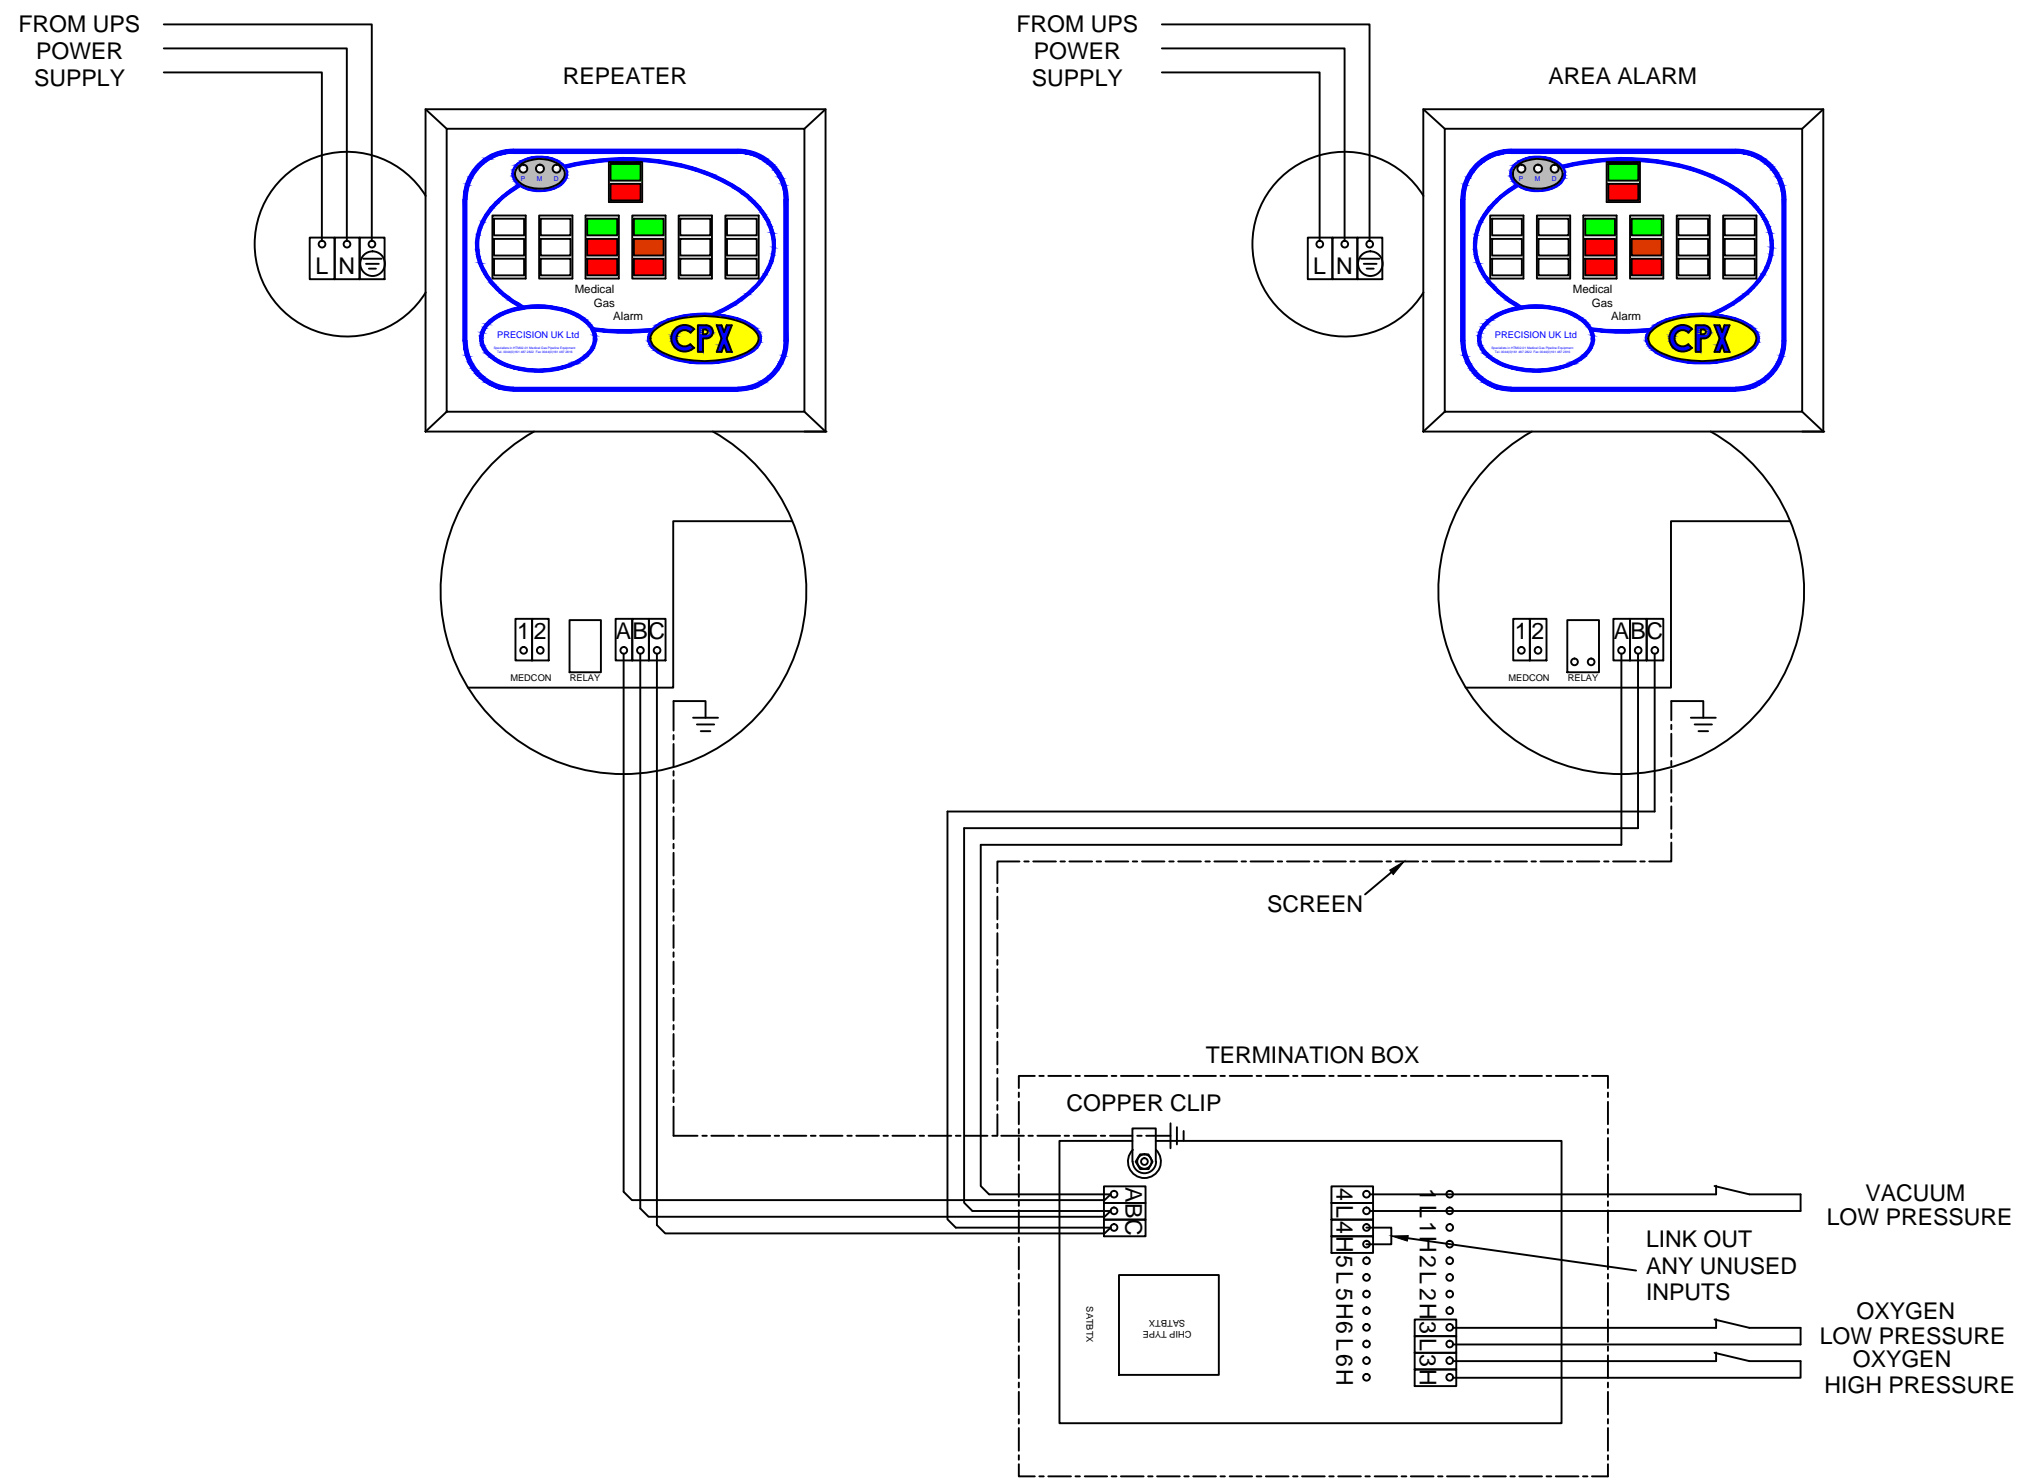 FROM UPS
POWER
SUPPLY
REPEATER
L N
P M D
Medical
Gas
Alarm
PRECISION UK Ltd
CPX
1 2
MEDCON
RELAY
A B C
FROM UPS
POWER
SUPPLY
AREA ALARM
L N
P M D
Medical
Gas
Alarm
PRECISION UK Ltd
CPX
1 2
MEDCON
RELAY
A B C
SCREEN
TERMINATION BOX
COPPER CLIP
A B C
SATBTX
CHIP TYPE
SATBTX
4L 4H 5L 5H 6L 6H
1L 1H 2L 2H 3L 3H
VACUUM
LOW PRESSURE
LINK OUT
ANY UNUSED
INPUTS
OXYGEN
LOW PRESSURE
OXYGEN
HIGH PRESSURE